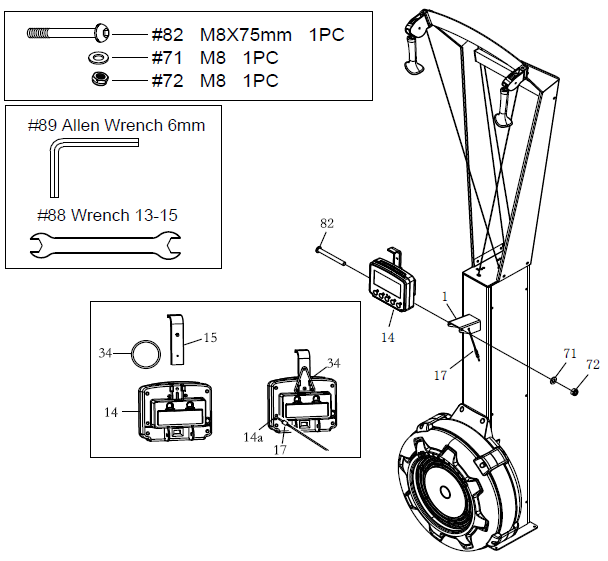 #82 M8X75mm 1PC
#71 M8 1PC
#72 M8 1PC
#89 Allen Wrench 6mm
#88 Wrench 13-15
82
1
14
17
71
72
15
34
34
14
14a
17